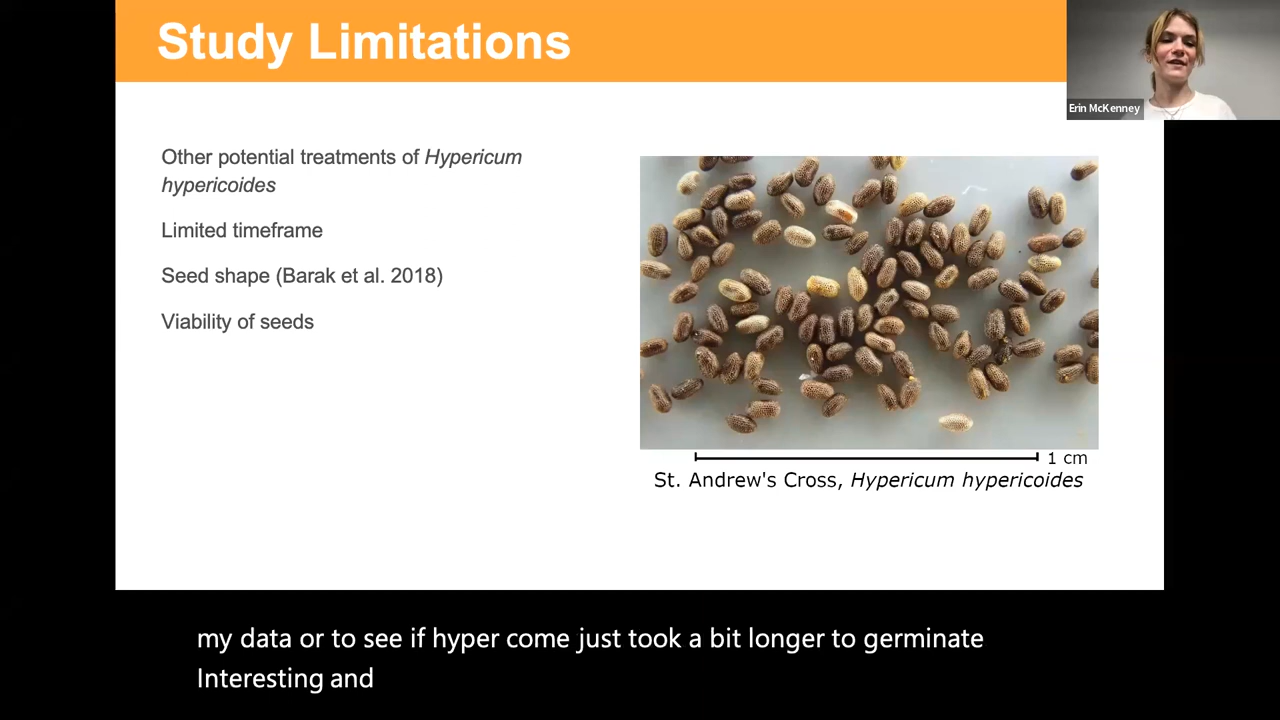 Study Limitations
Erin McKenney
Other potential treatments of Hypericum
hypericoides
Limited timeframe
Seed shape (Barak et al. 2018)
Viability of seeds
1 cm
St. Andrew's Cross, Hypericum hypericoides
my data or to see if hyper come just took a bit longer to germinate
Interesting and